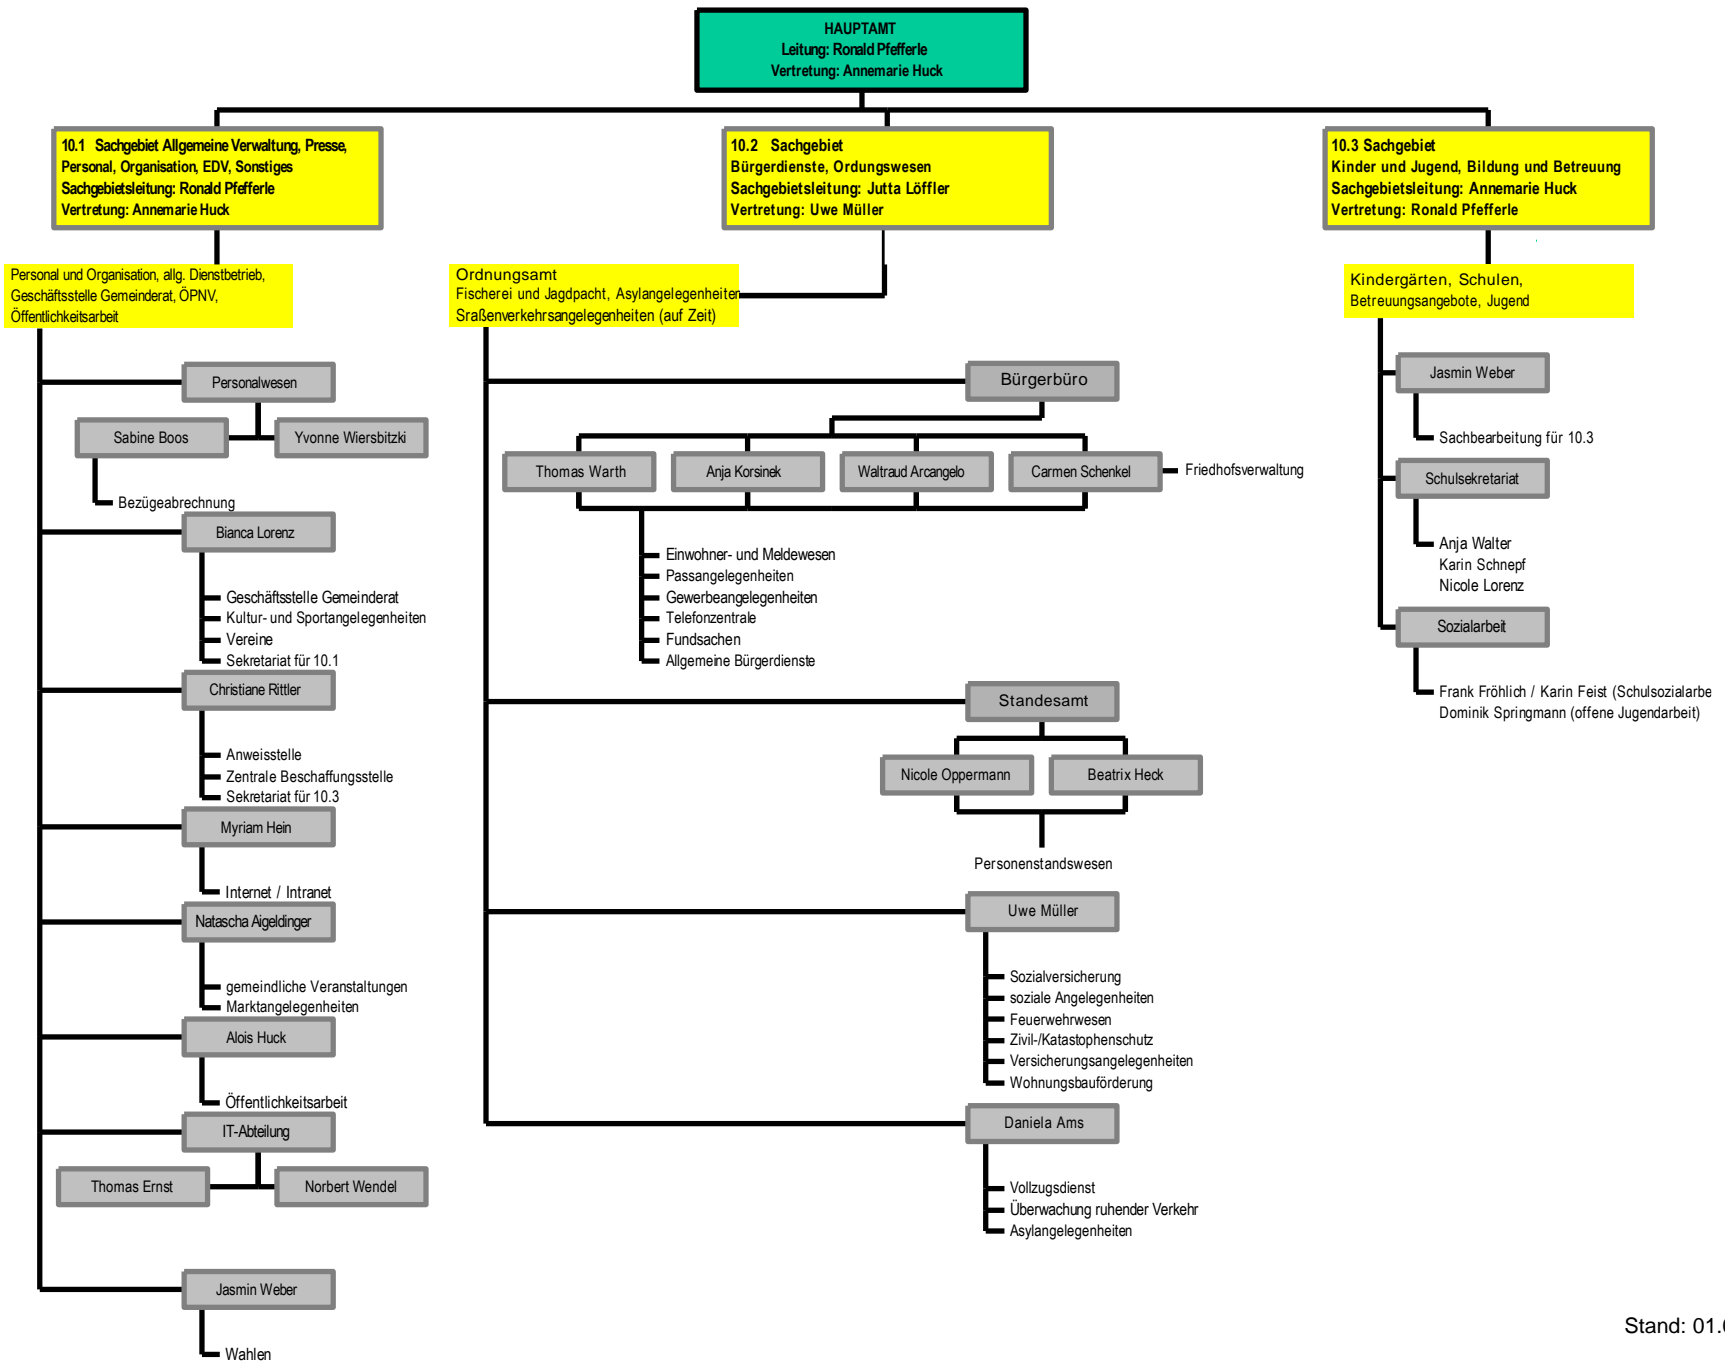 HAUPTAMT
Leitung: Ronald Pfefferle
Vertretung: Annemarie Huck
10.1 Sachgebiet Allgemeine Verwaltung, Presse,
Personal, Organisation, EDV, Sonstiges
Sachgebietsleitung: Ronald Pfefferle
Vertretung: Annemarie Huck
Personal und Organisation, allg. Dienstbetrieb,
Geschäftsstelle Gemeinderat, ÖPNV,
Öffentlichkeitsarbeit
Personalwesen
Sabine Boos
Yvonne Wiersbitzki
Bezügeabrechnung
Bianca Lorenz
Geschäftsstelle Gemeinderat
Kultur- und Sportangelegenheiten
Vereine
Sekretariat für 10.1
Christiane Rittler
Anweisstelle
Zentrale Beschaffungsstelle
Sekretariat für 10.3
Myriam Hein
Internet / Intranet
Natascha Aigeldinger
gemeindliche Veranstaltungen
Marktangelegenheiten
Alois Huck
Öffentlichkeitsarbeit
IT-Abteilung
Thomas Ernst
Norbert Wendel
Jasmin Weber
Wahlen
10.2 Sachgebiet
Bürgerdienste, Ordungswesen
Sachgebietsleitung: Jutta Löffler
Vertretung: Uwe Müller
Ordnungsamt
Fischerei und Jagdpacht, Asylangelegenheiten
Sraßenverkehrsangelegenheiten (auf Zeit)
Bürgerbüro
Thomas Warth
Anja Korsinek
Waltraud Arcangelo
Carmen Schenkel
Friedhofsverwaltung
Einwohner- und Meldewesen
Passangelegenheiten
Gewerbeangelegenheiten
Telefonzentrale
Fundsachen
Allgemeine Bürgerdienste
Standesamt
Nicole Oppermann
Beatrix Heck
Personenstandswesen
Uwe Müller
Sozialversicherung
soziale Angelegenheiten
Feuerwehrwesen
Zivil-/Katastophenschutz
Versicherungsangelegenheiten
Wohnungsbauförderung
Daniela Ams
Vollzugsdienst
Überwachung ruhender Verkehr
Asylangelegenheiten
10.3 Sachgebiet
Kinder und Jugend, Bildung und Betreuung
Sachgebietsleitung: Annemarie Huck
Vertretung: Ronald Pfefferle
Kindergärten, Schulen,
Betreuungsangebote, Jugend
Jasmin Weber
Sachbearbeitung für 10.3
Schulsekretariat
Anja Walter
Karin Schnepf
Nicole Lorenz
Sozialarbeit
Frank Fröhlich / Karin Feist (Schulsozialarbe
Dominik Springmann (offene Jugendarbeit)
Stand: 01.